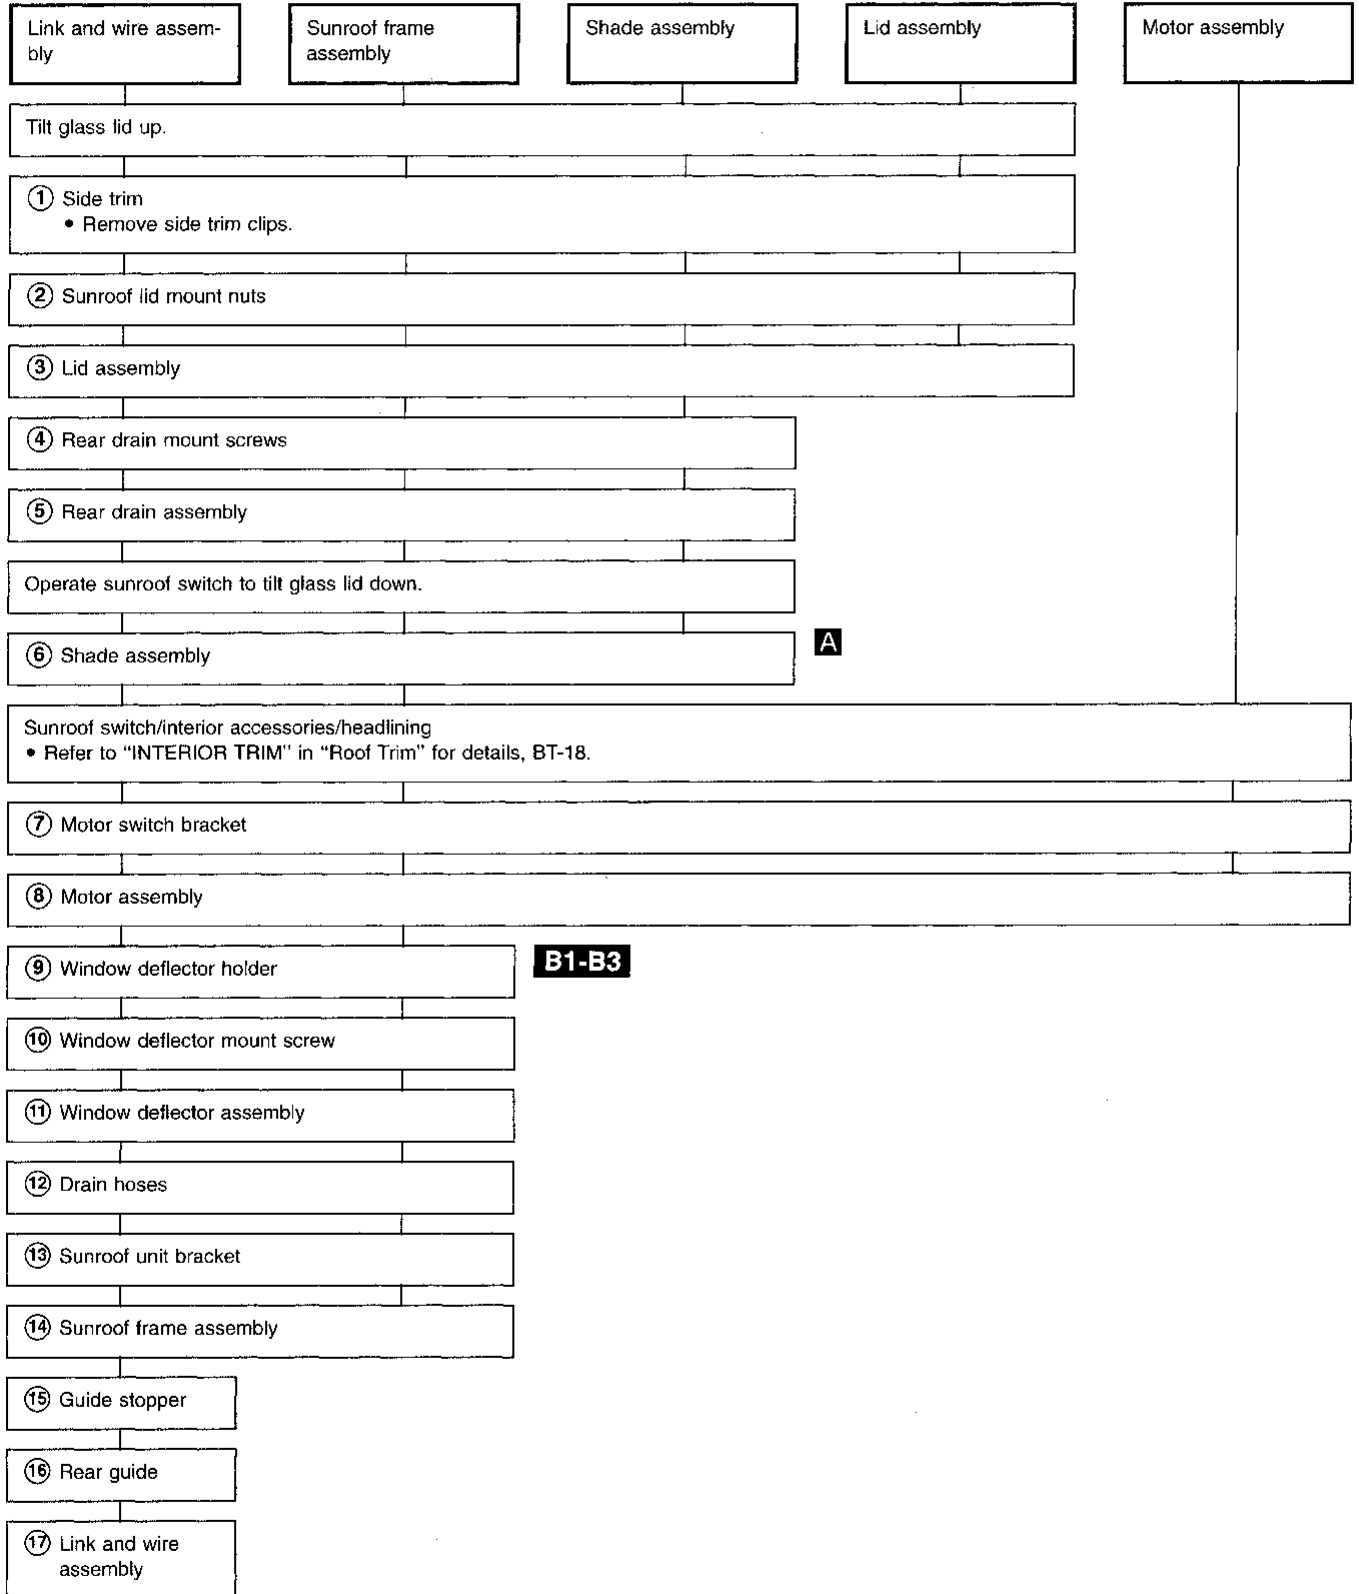 Link and wire assem-
bly
Sunroof frame
assembly
Shade assembly
Lid assembly
Motor assembly
Tilt glass lid up.
① Side trim
• Remove side trim clips.
② Sunroof lid mount nuts
③ Lid assembly
④ Rear drain mount screws
⑤ Rear drain assembly
Operate sunroof switch to tilt glass lid down.
⑥ Shade assembly
A
Sunroof switch/interior accessories/headlining
• Refer to “INTERIOR TRIM” in “Roof Trim” for details, BT-18.
⑦ Motor switch bracket
⑧ Motor assembly
⑨ Window deflector holder
B1-B3
⑩ Window deflector mount screw
⑪ Window deflector assembly
⑫ Drain hoses
⑬ Sunroof unit bracket
⑭ Sunroof frame assembly
⑮ Guide stopper
⑯ Rear guide
⑰ Link and wire
assembly